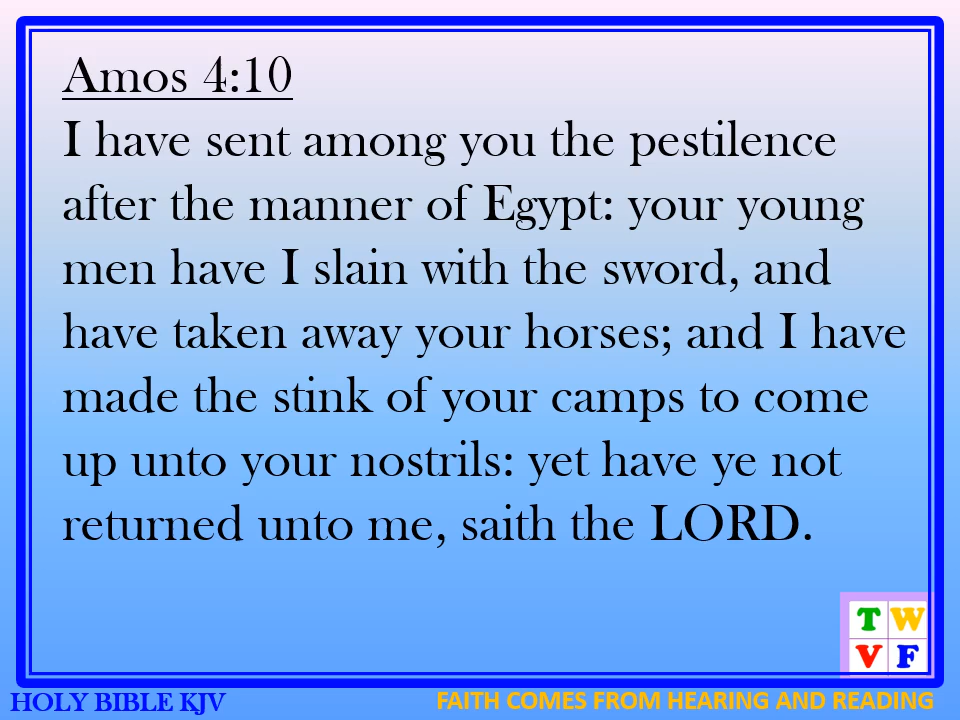 Amos 4:10
I have sent among you the pestilence
after the manner of Egypt: your young
men have I slain with the sword, and
have taken away your horses; and I have
made the stink of your camps to come
up unto your nostrils: yet have ye not
returned unto me, saith the LORD.
T W
V F
HOLY BIBLE KJV
FAITH COMES FROM HEARING AND READING